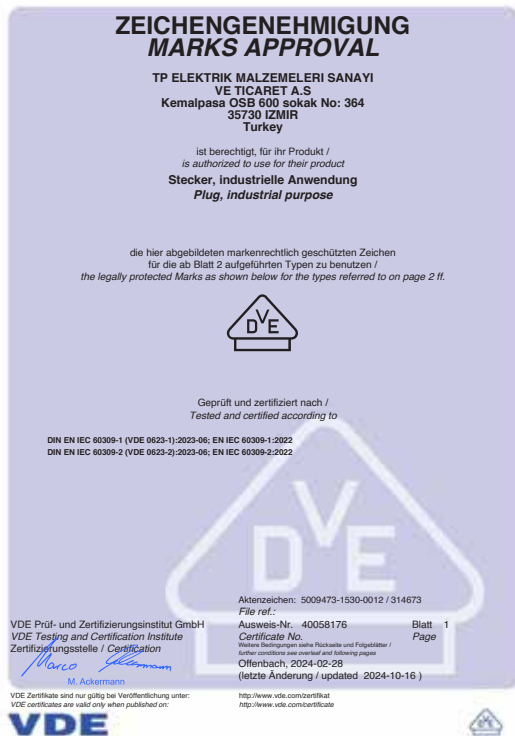 ZEICHENGENEHMIGUNG
MARKS APPROVAL
TP ELEKTRIK MALZEMELERI SANAYI
VE TICARET A.S
Kemalpasa OSB 600 sokak No: 364
35730 IZMIR
Turkey
ist berechtigt, für ihr Produkt /
is authorized to use for their product
Stecker, industrielle Anwendung
Plug, industrial purpose
die hier abgebildeten markenrechtlich geschützten Zeichen
für die ab Blatt 2 aufgeführten Typen zu benutzen /
the legally protected Marks as shown below for the types referred to on page 2 ff.
DVE
Geprüft und zertifiziert nach /
Tested and certified according to
DIN EN IEC 60309-1 (VDE 0623-1):2023-06; EN IEC 60309-1:2022
DIN EN IEC 60309-2 (VDE 0623-2):2023-06; EN IEC 60309-2:2022
DVE
Aktenzeichen: 5009473-1530-0012 / 314673
File ref.:
VDE Prüf- und Zertifizierungsinstitut GmbH Ausweis-Nr. 40058176 Blatt 1
VDE Testing and Certification Institute Certificate No. Page
Zertifizierungsstelle / Certification
Weitere Bedingungen siehe Rückseite und Folgeblätter /
further conditions see overleaf and following pages
Offenbach, 2024-02-28
(letzte Änderung / updated 2024-10-16 )
Marco Ackermann
M. Ackermann
VDE Zertifikate sind nur gültig bei Veröffentlichung unter: http://www.vde.com/zertifikat
VDE certificates are valid only when published on: http://www.vde.com/certificate
VDE
DVE